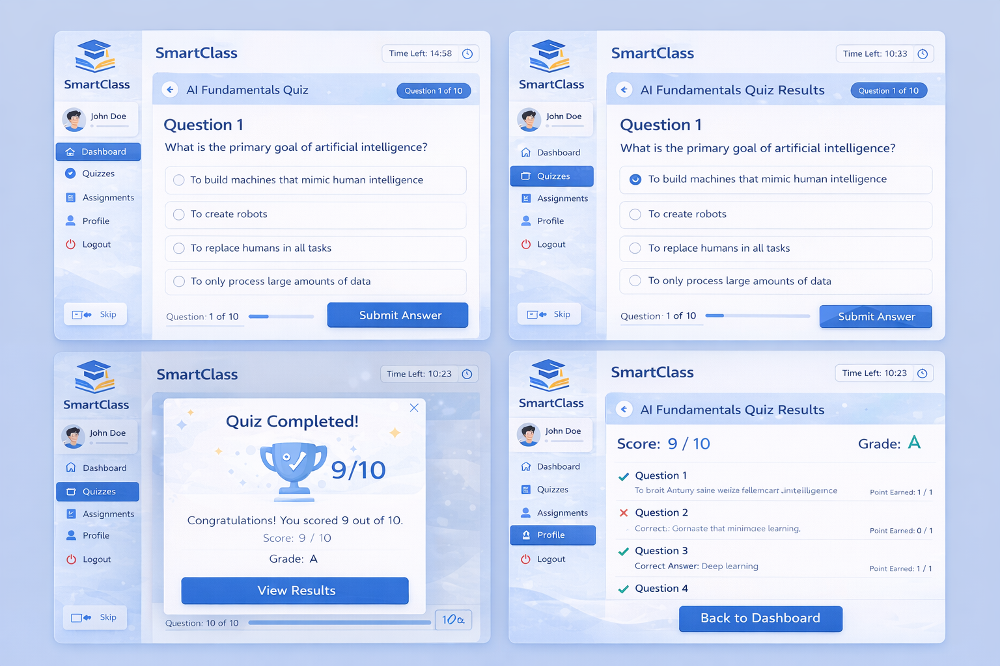 SmartClass
John Doe
Dashboard
Quizzes
Assignments
Profile
Logout
Skip
SmartClass
Time Left: 14:58
AI Fundamentals Quiz
Question 1 of 10
Question 1
What is the primary goal of artificial intelligence?
To build machines that mimic human intelligence
To create robots
To replace humans in all tasks
To only process large amounts of data
Question· 1 of 10
Submit Answer
SmartClass
John Doe
Dashboard
Quizzes
Assignments
Profile
Logout
Skip
SmartClass
Time Left: 10:33
AI Fundamentals Quiz Results
Question 1 of 10
Question 1
What is the primary goal of artificial intelligence?
To build machines that mimic human intelligence
To create robots
To replace humans in all tasks
To only process large amounts of data
Question· 1 of 10
Submit Answer
SmartClass
John Doe
Dashboard
Quizzes
Assignments
Profile
Logout
Skip
SmartClass
Time Left: 10:23
Quiz Completed!
9/10
Congratulations! You scored 9 out of 10.
Score: 9 / 10
Grade: A
View Results
Question: 10 of 10
SmartClass
John Doe
Dashboard
Quizzes
Assignments
Profile
Logout
SmartClass
Time Left: 10:23
AI Fundamentals Quiz Results
Score: 9 / 10
Grade: A
Question 1
To
Point Earned: 1 / 1
Question 2
that learning.
Point Earned: 0 / 1
Question 3
Correct Answer: Deep learning
Point Earned: 1 / 1
Question 4
Back to Dashboard